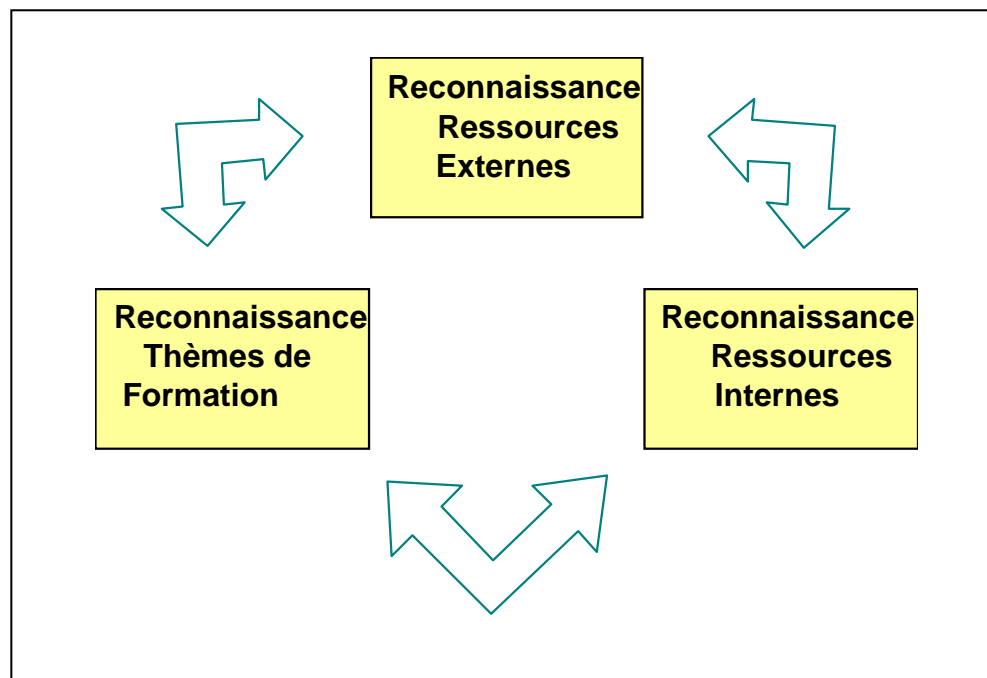 Reconnaissance
Ressources
Externes
Reconnaissance
Thèmes de
Formation
Reconnaissance
Ressources
Internes